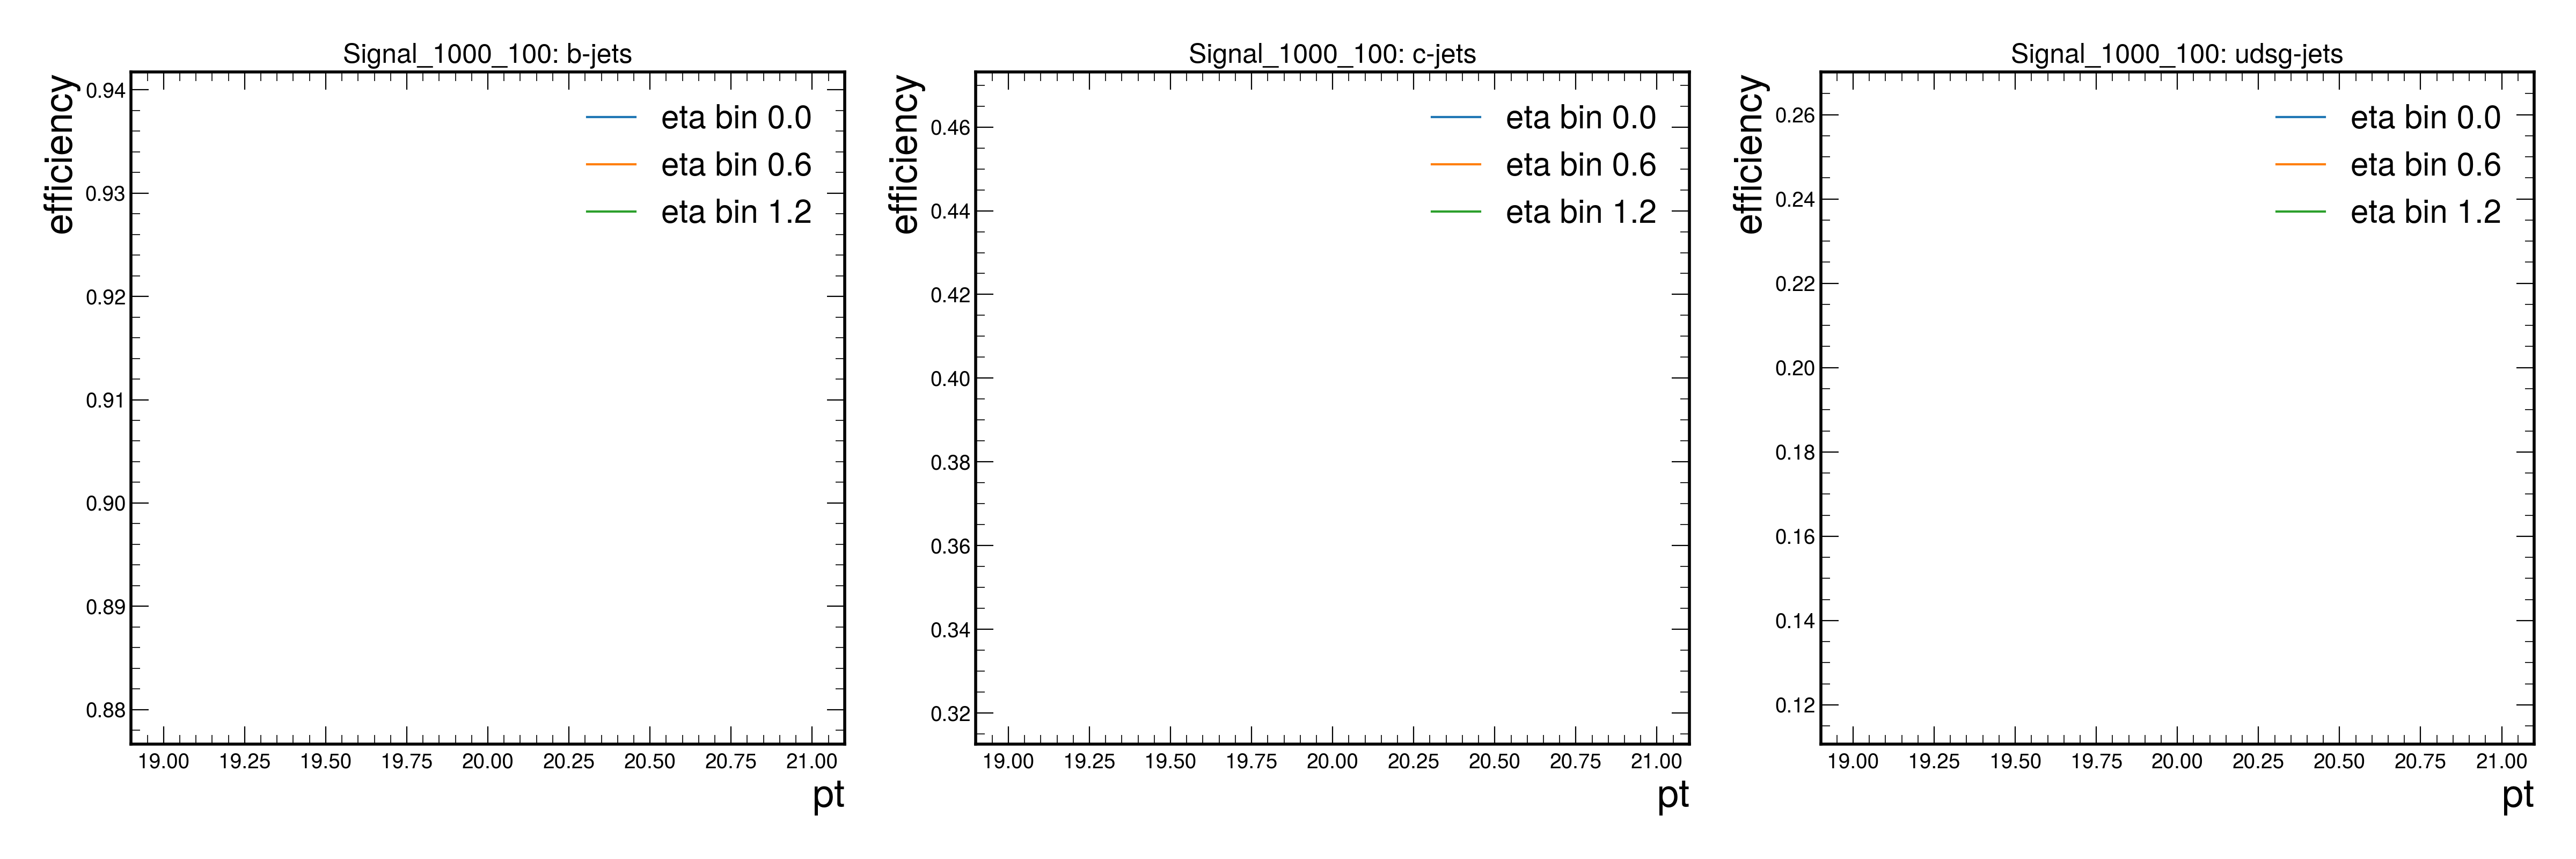 Signal_1000_100: b-jets
efficiency
0.94
0.93
0.92
0.91
0.90
0.89
0.88
eta bin 0.0
eta bin 0.6
eta bin 1.2
19.00 19.25 19.50 19.75 20.00 20.25 20.50 20.75 21.00
pt
Signal_1000_100: c-jets
efficiency
0.46
0.44
0.42
0.40
0.38
0.36
0.34
0.32
eta bin 0.0
eta bin 0.6
eta bin 1.2
19.00 19.25 19.50 19.75 20.00 20.25 20.50 20.75 21.00
pt
Signal_1000_100: udsg-jets
efficiency
0.26
0.24
0.22
0.20
0.18
0.16
0.14
0.12
eta bin 0.0
eta bin 0.6
eta bin 1.2
19.00 19.25 19.50 19.75 20.00 20.25 20.50 20.75 21.00
pt